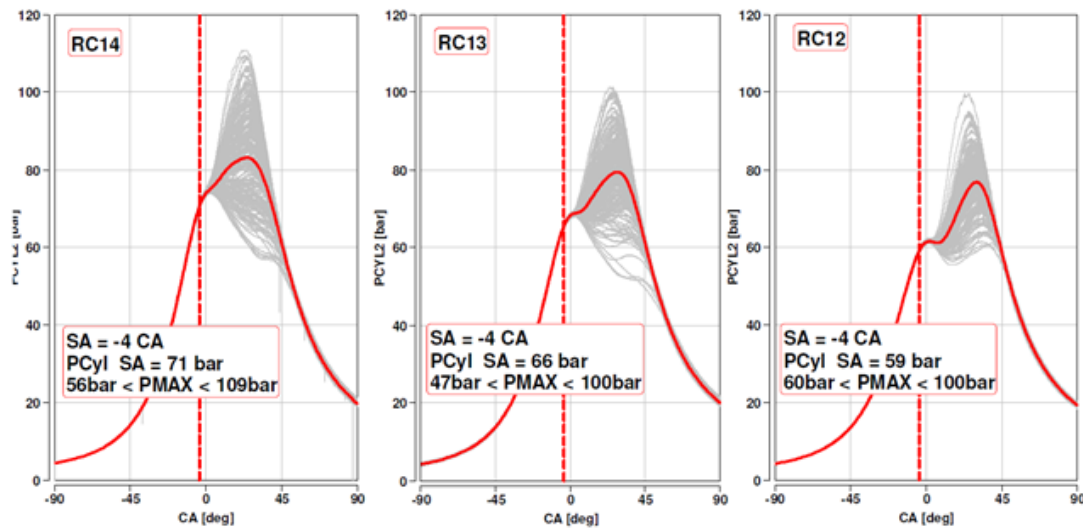 RC14
120
100
80
60
40
20
0
PCYL2 [bar]
SA = -4 CA
PCyl SA = 71 bar
56bar < PMAX < 109bar
-90 -45 0 45 90
CA [deg]
RC13
120
100
80
60
40
20
0
PCYL2 [bar]
SA = -4 CA
PCyl SA = 66 bar
47bar < PMAX < 100bar
-90 -45 0 45 90
CA [deg]
RC12
120
100
80
60
40
20
0
PCYL2 [bar]
SA = -4 CA
PCyl SA = 59 bar
60bar < PMAX < 100bar
-90 -45 0 45 90
CA [deg]